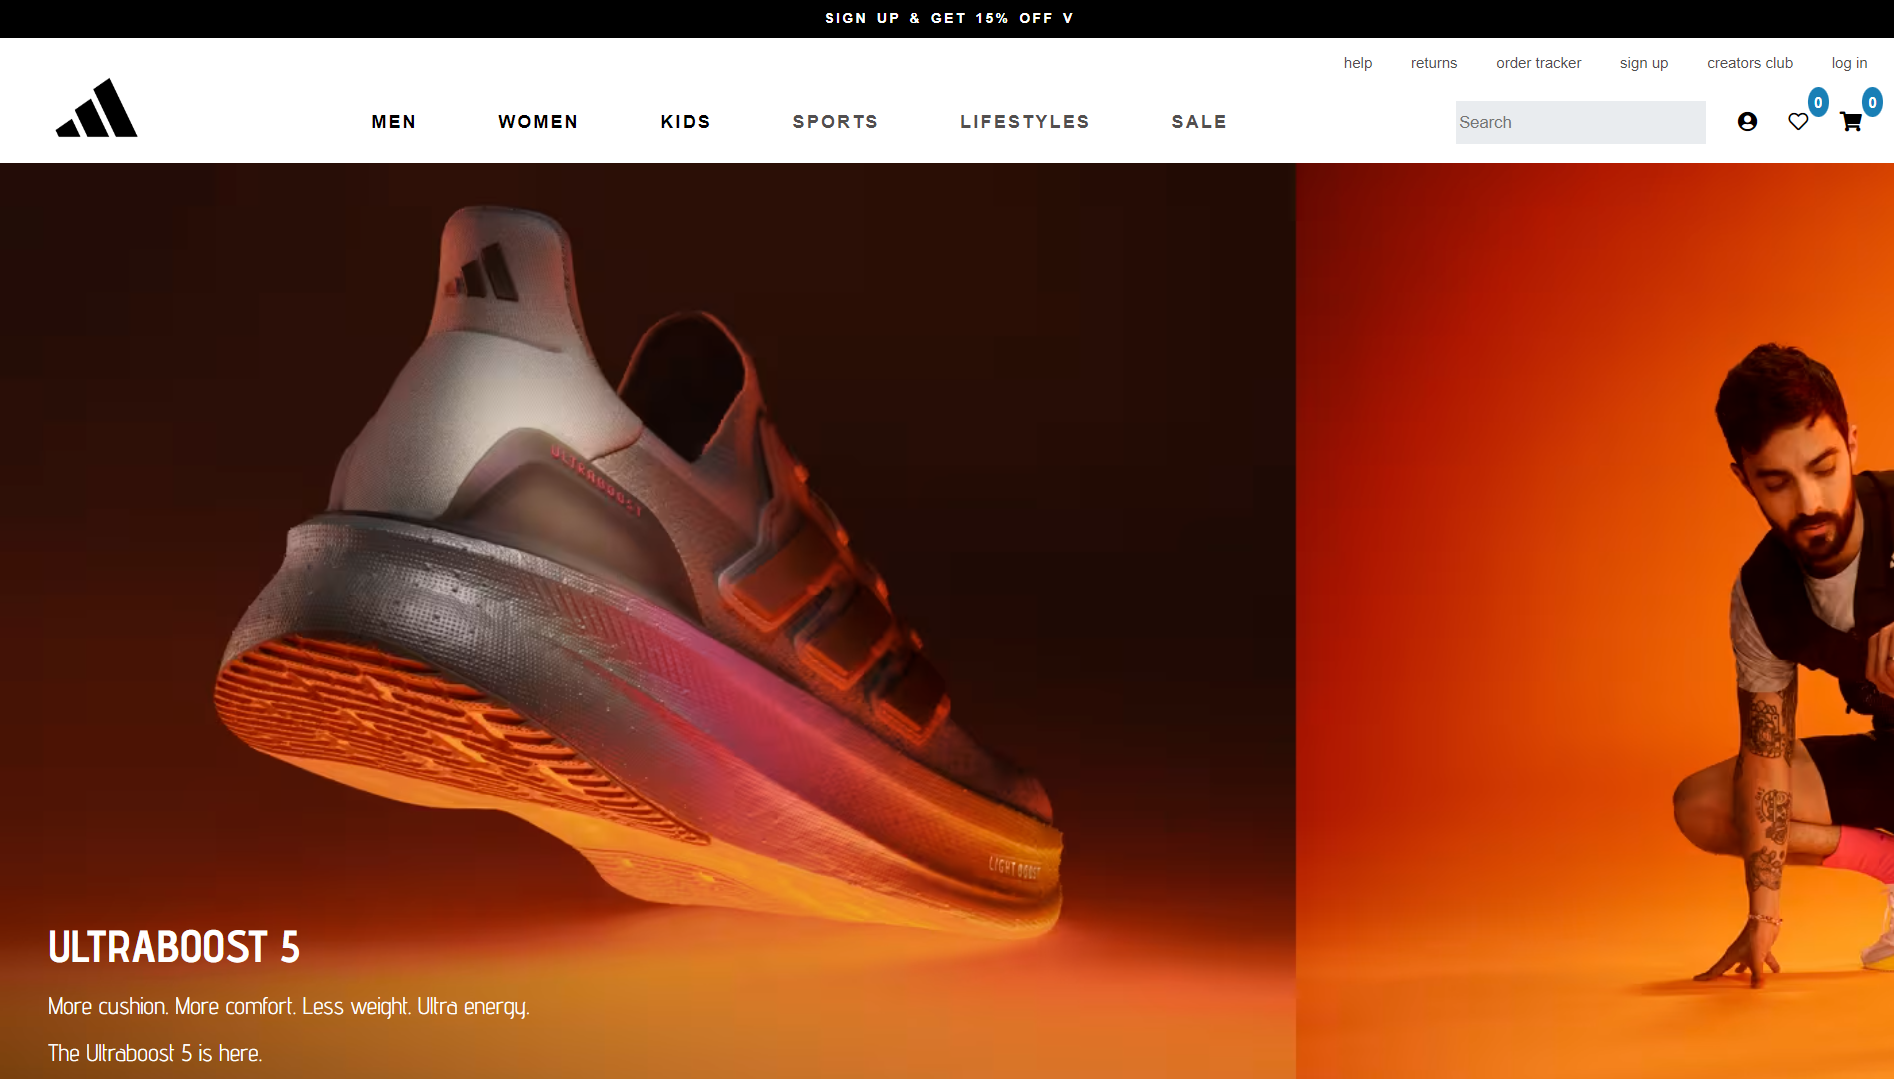 SIGN UP & GET 15% OFF V
help returns order tracker sign up creators club log in
MEN WOMEN KIDS SPORTS LIFESTYLES SALE
Search
0
0
ULTRABOOST
LIGHT BOOST
ULTRABOOST 5
More cushion. More comfort. Less weight. Ultra energy.
The Ultraboost 5 is here.